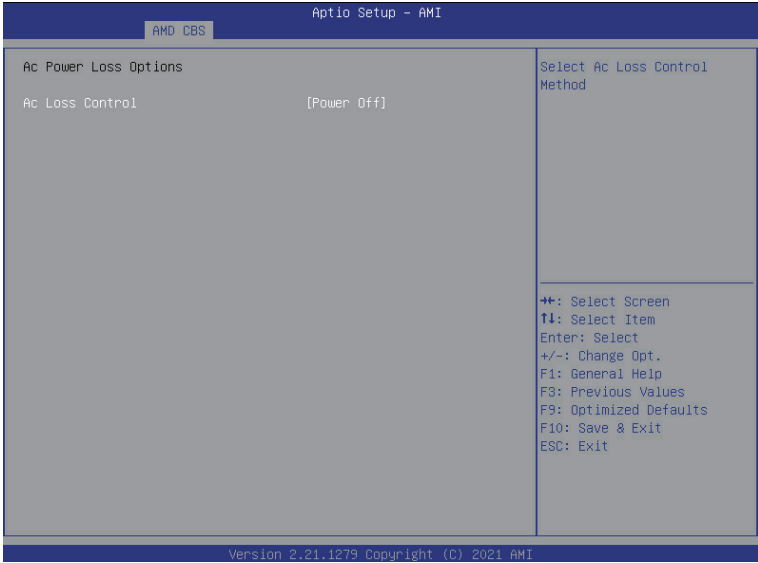 Aptio Setup – AMI
AMD CBS
Ac Power Loss Options
Ac Loss Control [Power Off]
Select Ac Loss Control
Method
→←: Select Screen
↑↓: Select Item
Enter: Select
+/-: Change Opt.
F1: General Help
F3: Previous Values
F9: Optimized Defaults
F10: Save & Exit
ESC: Exit
Version 2.21.1279 Copyright (C) 2021 AMI